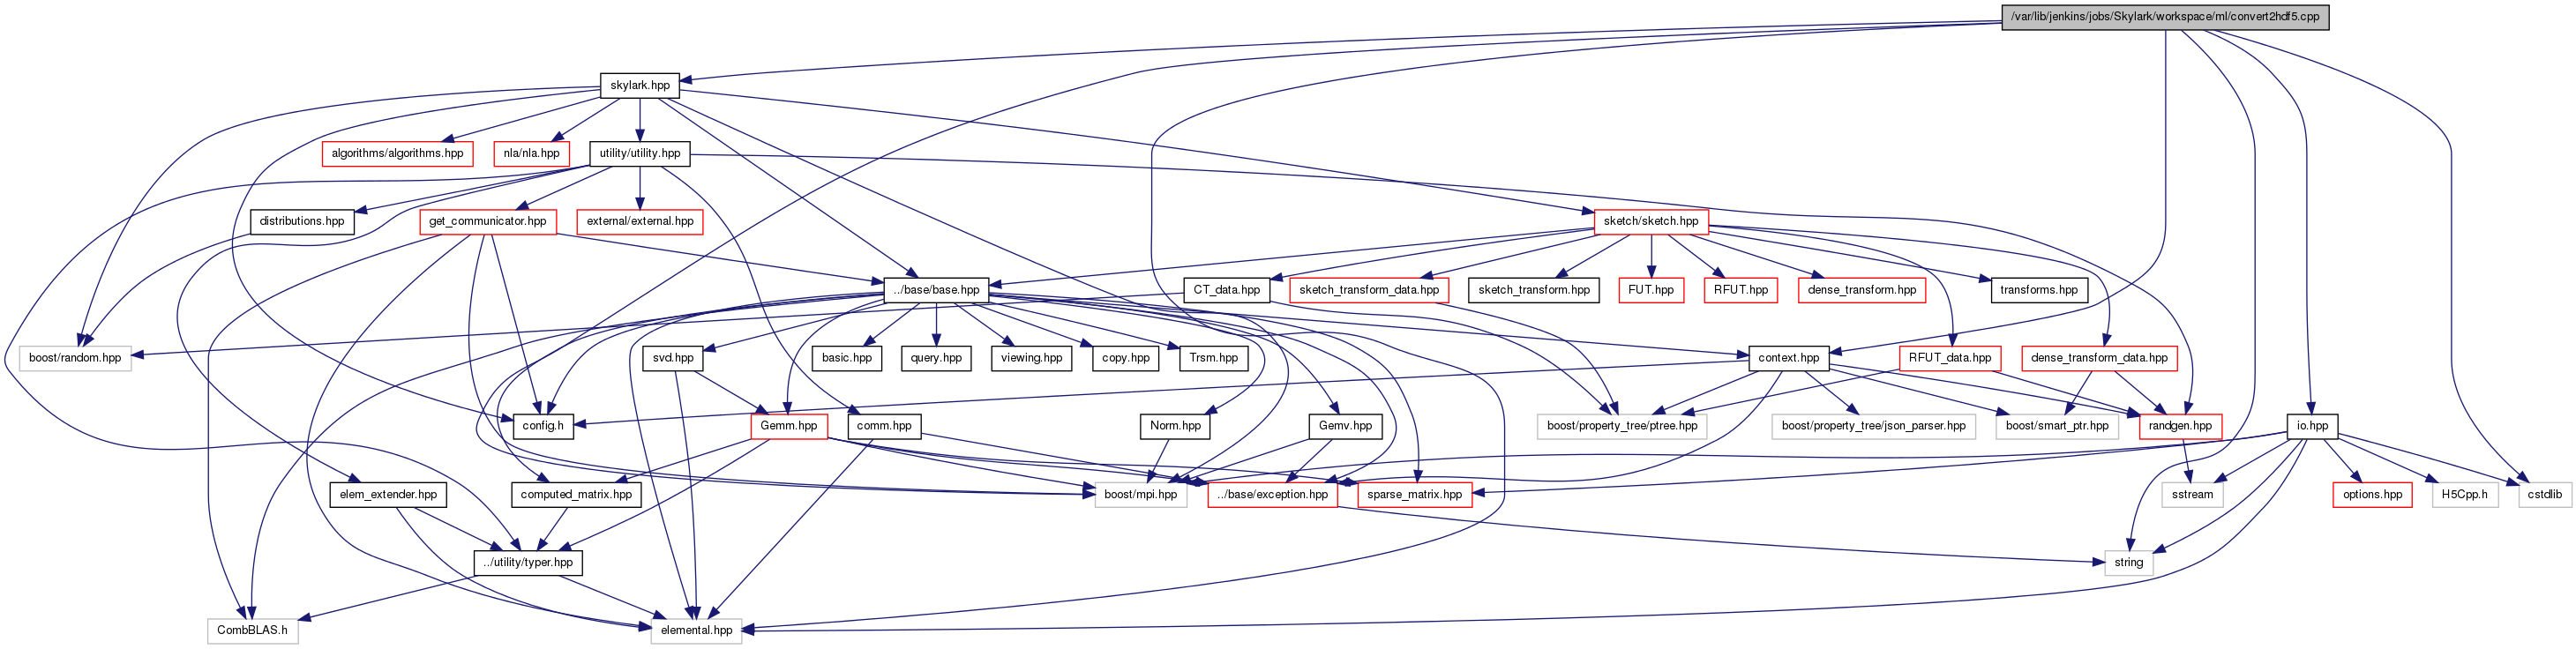 /var/lib/jenkins/jobs/Skylark/workspace/ml/convert2hdf5.cpp
skylark.hpp
algorithms/algorithms.hpp
nla/nla.hpp
utility/utility.hpp
distributions.hpp
get_communicator.hpp
external/external.hpp
sketch/sketch.hpp
../base/base.hpp
CT_data.hpp
sketch_transform_data.hpp
sketch_transform.hpp
FUT.hpp
RFUT.hpp
dense_transform.hpp
transforms.hpp
boost/random.hpp
svd.hpp
basic.hpp
query.hpp
viewing.hpp
copy.hpp
Trsm.hpp
context.hpp
RFUT_data.hpp
dense_transform_data.hpp
config.h
Gemm.hpp
comm.hpp
Norm.hpp
Gemv.hpp
boost/property_tree/ptree.hpp
boost/property_tree/json_parser.hpp
boost/smart_ptr.hpp
randgen.hpp
io.hpp
elem_extender.hpp
computed_matrix.hpp
boost/mpi.hpp
../base/exception.hpp
sparse_matrix.hpp
sstream
options.hpp
H5Cpp.h
cstdlib
../utility/typer.hpp
string
CombBLAS.h
elemental.hpp